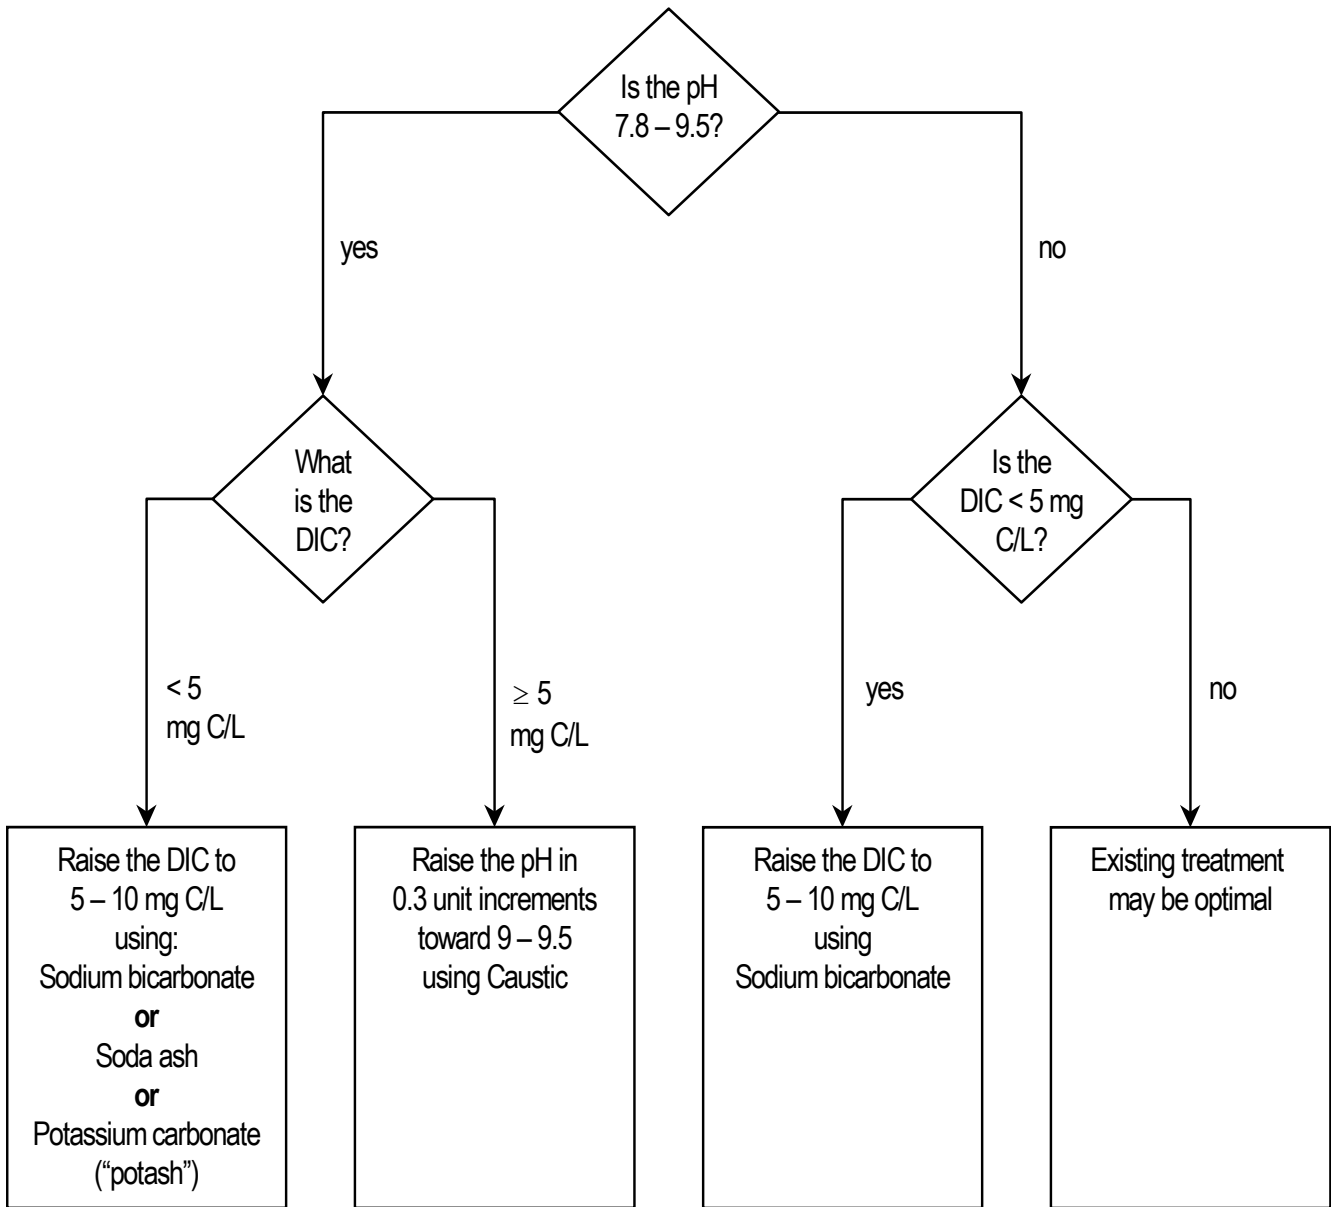 Is the pH
7.8 – 9.5?
yes
no
What
is the
DIC?
Is the
DIC < 5 mg
C/L?
< 5
mg C/L
≥ 5
mg C/L
yes
no
Raise the DIC to
5 – 10 mg C/L
using:
Sodium bicarbonate
or
Soda ash
or
Potassium carbonate
(“potash”)
Raise the pH in
0.3 unit increments
toward 9 – 9.5
using Caustic
Raise the DIC to
5 – 10 mg C/L
using
Sodium bicarbonate
Existing treatment
may be optimal